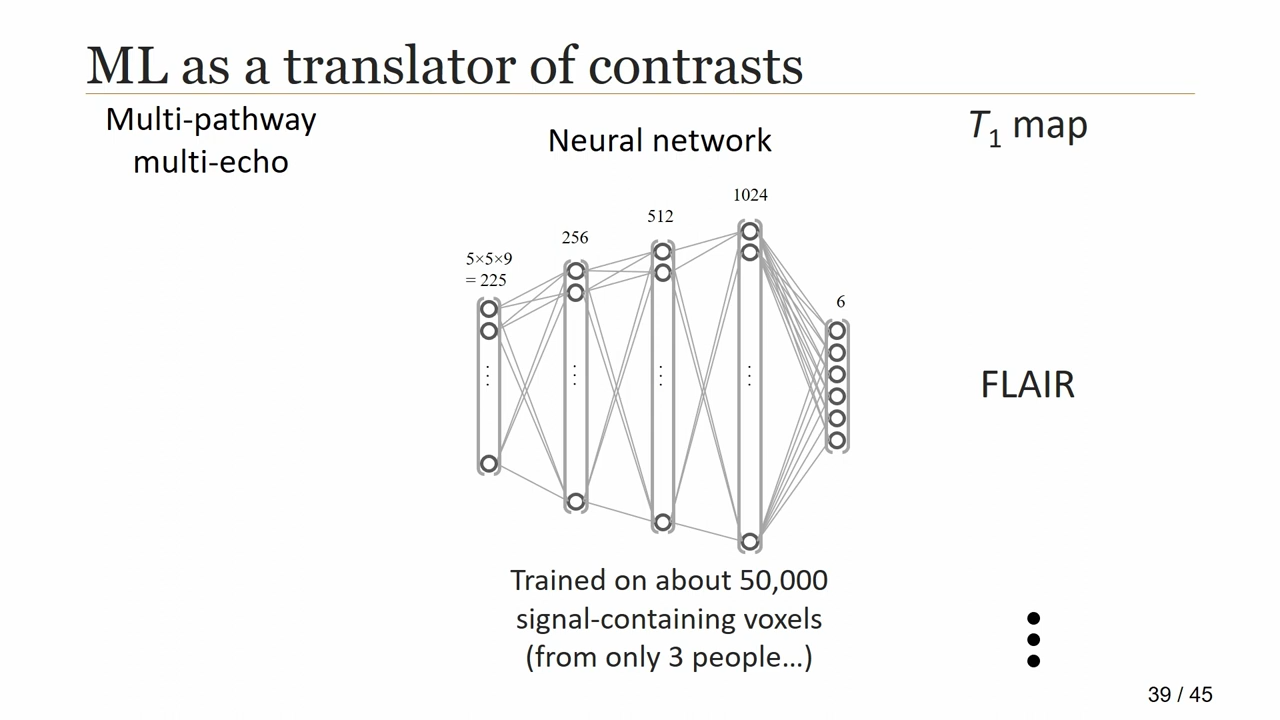 ML as a translator of contrasts
Multi-pathway
multi-echo
Neural network
T1 map
1024
512
256
5×5×9
= 225
6
FLAIR
Trained on about 50,000
signal-containing voxels
(from only 3 people...)
39 / 45